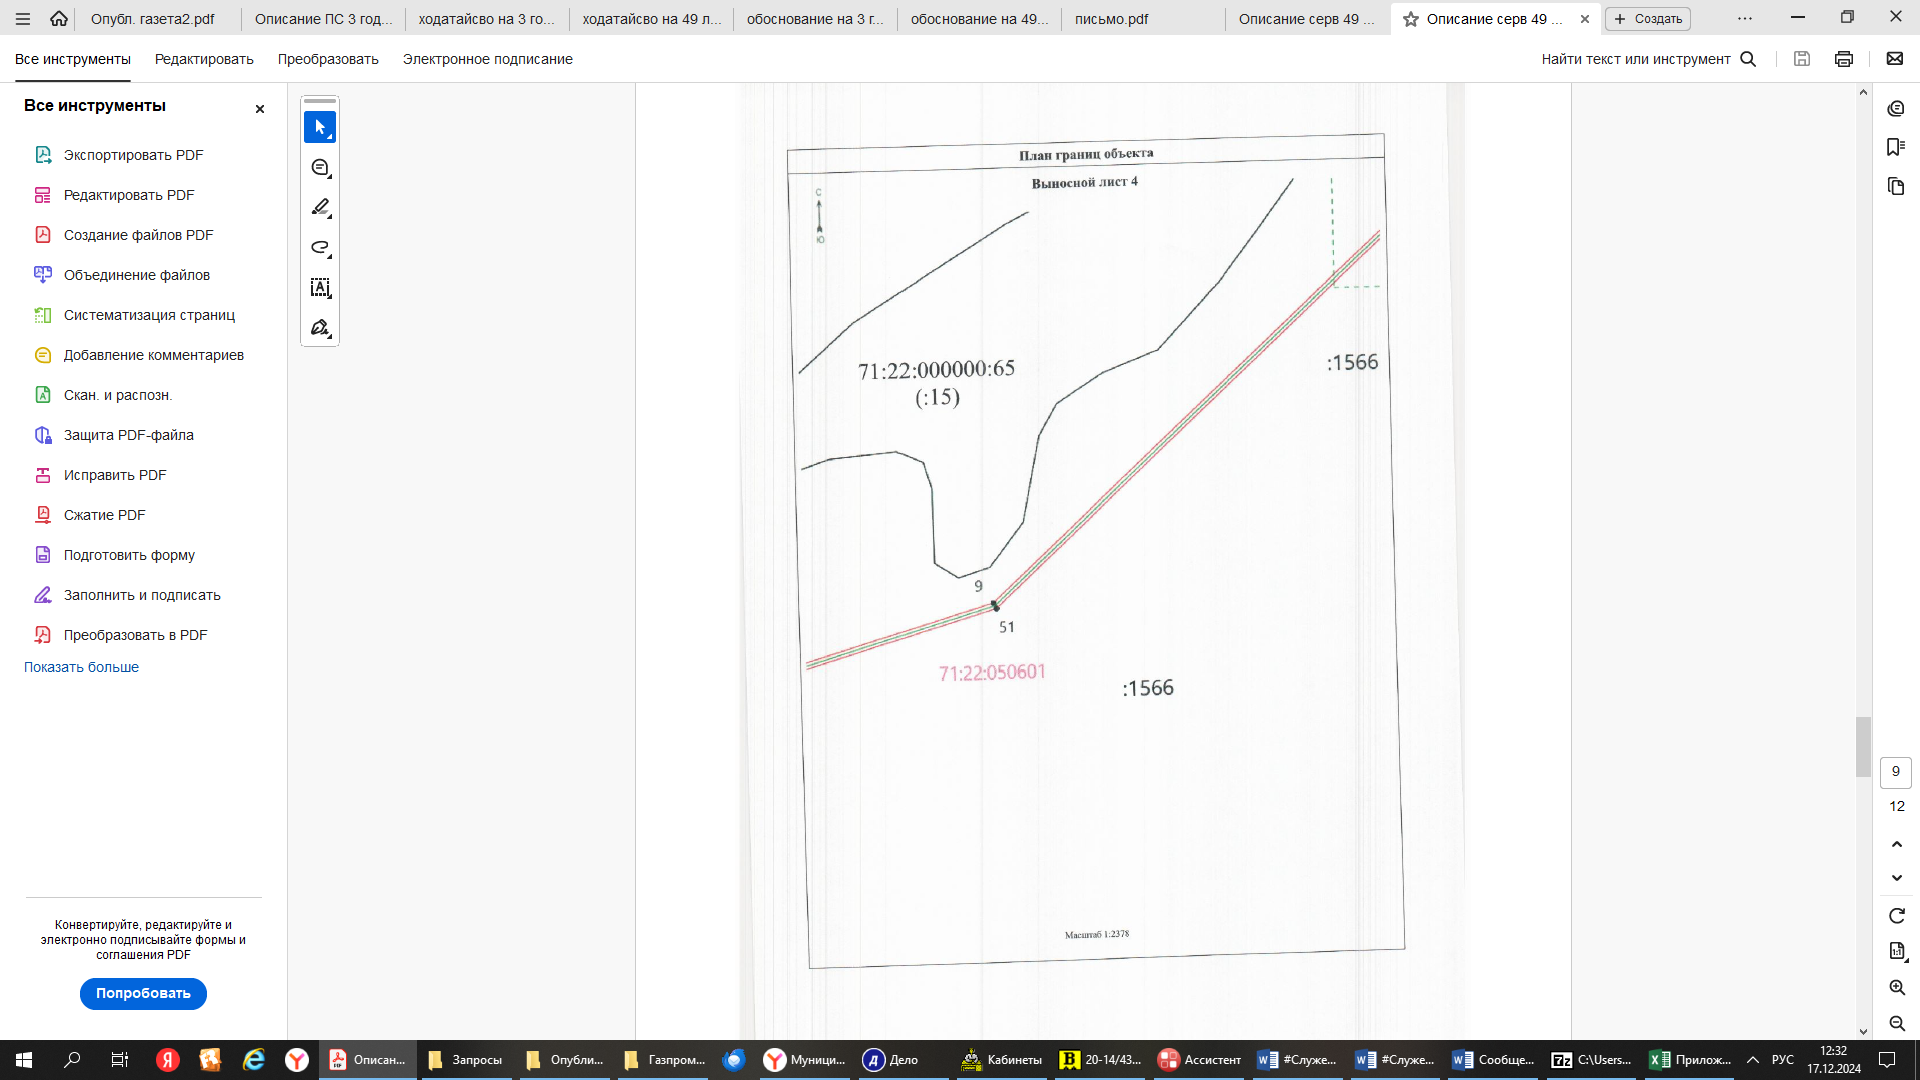 Опубл. газета2.pdf
Описание ПС 3 год...
ходатайсво на 3 го...
ходатайсво на 49 л...
обоснование на 3 г...
обоснование на 49...
письмо.pdf
Описание серв 49 ...
Описание серв 49 ...
Создать
Все инструменты
Редактировать
Преобразовать
Электронное подписание
Найти текст или инструмент
Все инструменты
Экспортировать PDF
Редактировать PDF
Создание файлов PDF
Объединение файлов
Систематизация страниц
Добавление комментариев
Скан. и распозн.
Защита PDF-файла
Исправить PDF
Сжатие PDF
Подготовить форму
Заполнить и подписать
Преобразовать в PDF
Показать больше
Конвертируйте, редактируйте и
электронно подписывайте формы и
соглашения PDF
Попробовать
План границ объекта
Выносной лист 4
С
Ю
71:22:000000:65
(:15)
:1566
9
51
71:22:050601
:1566
Масштаб 1:2378
9
12
Описан...
Запросы
Опубли...
Газпром...
Муници...
Дело
Кабинеты
20-14/43...
Ассистент
#Служе...
#Служе...
Сообще...
C:\Users...
Прилож...
РУС
12:32
17.12.2024